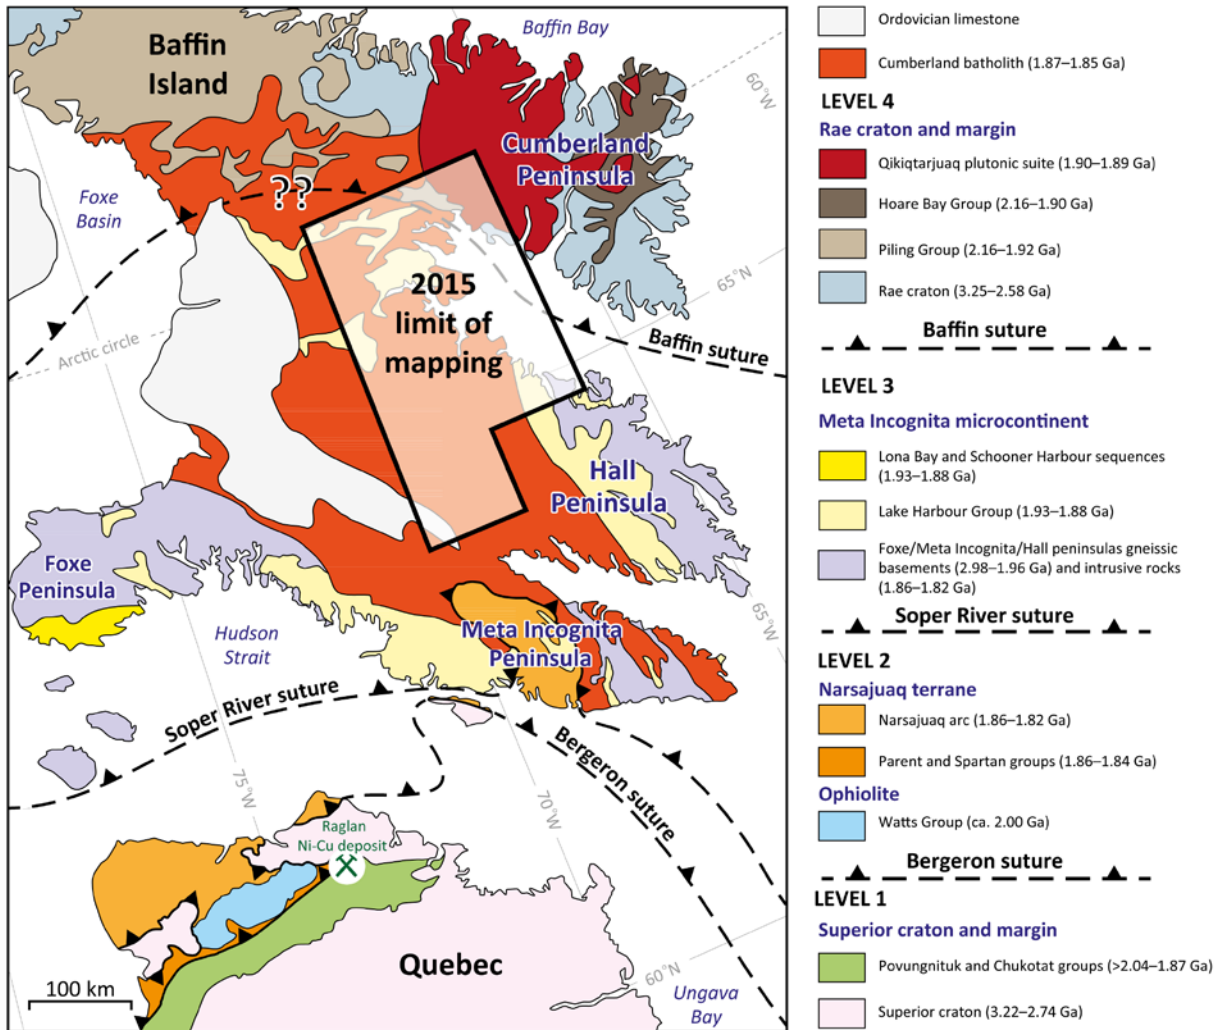 Baffin
Island
Baffin Bay
60°W
Cumberland
Peninsula
Foxe
Basin
??
65°N
2015
limit of
mapping
Arctic circle
Baffin suture
Hall
Peninsula
Foxe
Peninsula
65°W
Hudson
Strait
Meta Incognita
Peninsula
Soper River suture
Bergeron suture
75°W
70°W
Raglan
Ni-Cu deposit
Quebec
100 km
60°N
Ungava
Bay
Ordovician limestone
Cumberland batholith (1.87–1.85 Ga)
LEVEL 4
Rae craton and margin
Qikiqtarjuaq plutonic suite (1.90–1.89 Ga)
Hoare Bay Group (2.16–1.90 Ga)
Piling Group (2.16–1.92 Ga)
Rae craton (3.25–2.58 Ga)
Baffin suture
LEVEL 3
Meta Incognita microcontinent
Lona Bay and Schooner Harbour sequences
(1.93–1.88 Ga)
Lake Harbour Group (1.93–1.88 Ga)
Foxe/Meta Incognita/Hall peninsulas gneissic
basements (2.98–1.96 Ga) and intrusive rocks
(1.86–1.82 Ga)
Soper River suture
LEVEL 2
Narsajuaq terrane
Narsajuaq arc (1.86–1.82 Ga)
Parent and Spartan groups (1.86–1.84 Ga)
Ophiolite
Watts Group (ca. 2.00 Ga)
Bergeron suture
LEVEL 1
Superior craton and margin
Povungnituk and Chukotat groups (>2.04–1.87 Ga)
Superior craton (3.22–2.74 Ga)